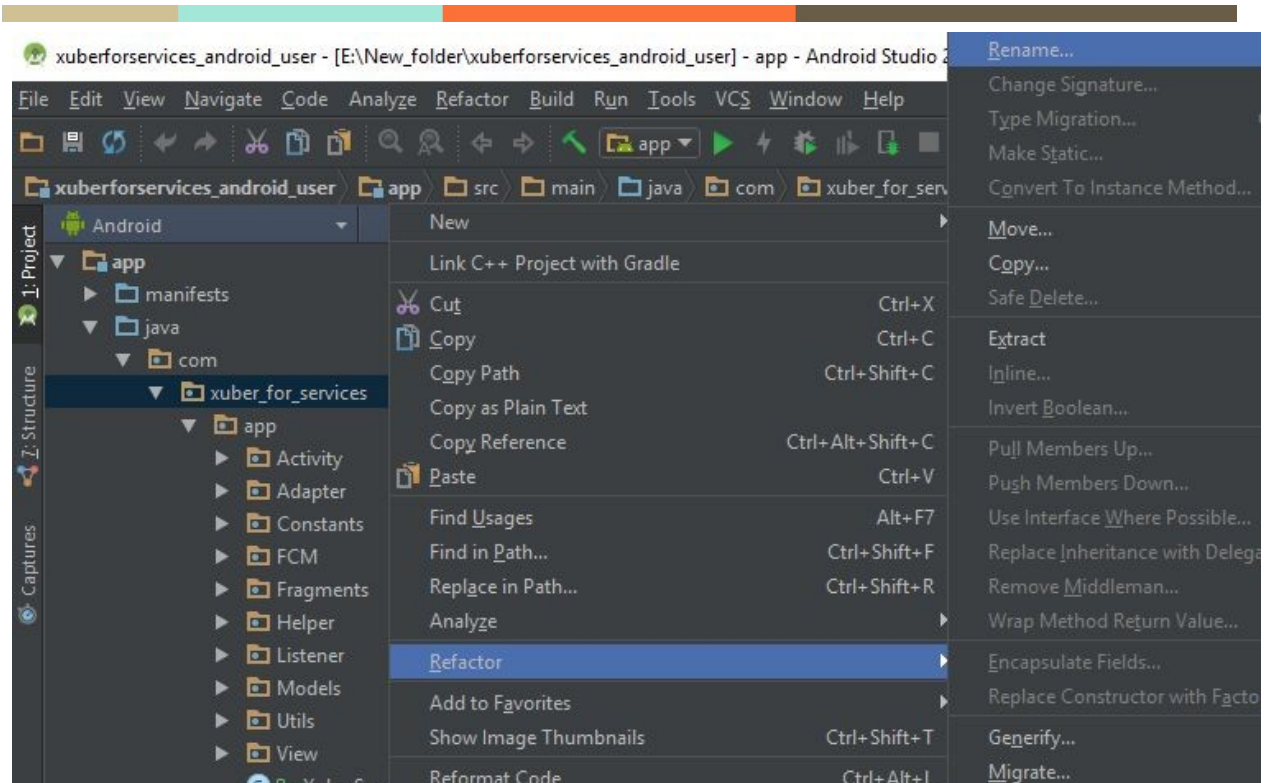 xuberforservices_android_user - [E:\New_folder\xuberforservices_android_user] - app - Android Studio
File Edit View Navigate Code Analyze Refactor Build Run Tools VCS Window Help
app
xuberforservices_android_user app src main java com xuber_for_serv
1: Project
Z: Structure
Captures
Android
app
manifests
java
com
xuber_for_services
app
Activity
Adapter
Constants
FCM
Fragments
Helper
Listener
Models
Utils
View
New
Link C++ Project with Gradle
Cut Ctrl+X
Copy Ctrl+C
Copy Path Ctrl+Shift+C
Copy as Plain Text
Copy Reference Ctrl+Alt+Shift+C
Paste Ctrl+V
Find Usages Alt+F7
Find in Path... Ctrl+Shift+F
Replace in Path... Ctrl+Shift+R
Analyze
Refactor
Add to Favorites
Show Image Thumbnails Ctrl+Shift+T
Reformat Code Ctrl+Alt+L
Rename...
Change Signature...
Type Migration...
Make Static...
Convert To Instance Method...
Move...
Copy...
Safe Delete...
Extract
Inline...
Invert Boolean...
Pull Members Up...
Push Members Down...
Use Interface Where Possible...
Replace Inheritance with Delega
Remove Middleman...
Wrap Method Return Value...
Encapsulate Fields...
Replace Constructor with Facto
Generify...
Migrate...